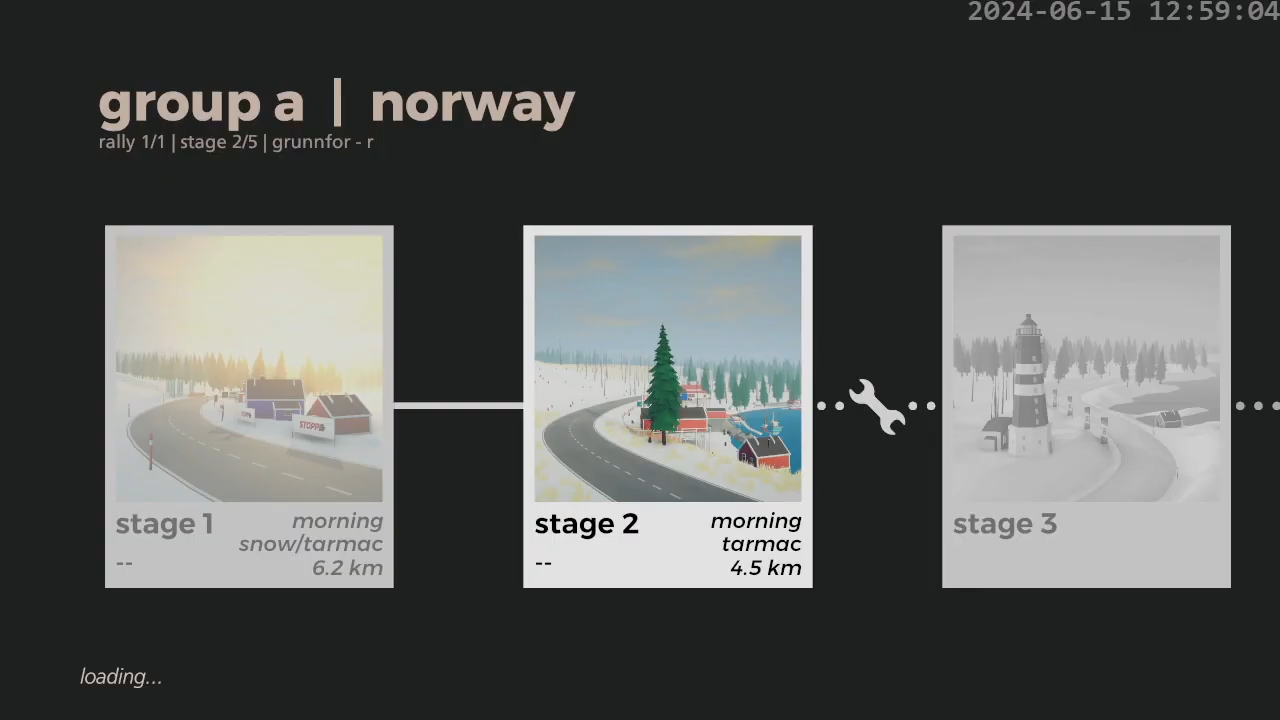 2024-06-15 12:59:04
group a | norway
rally 1/1 | stage 2/5 | grunnfor - r
STOPP
stage 1
morning
snow/tarmac
--
6.2 km
stage 2
morning
tarmac
--
4.5 km
stage 3
loading...